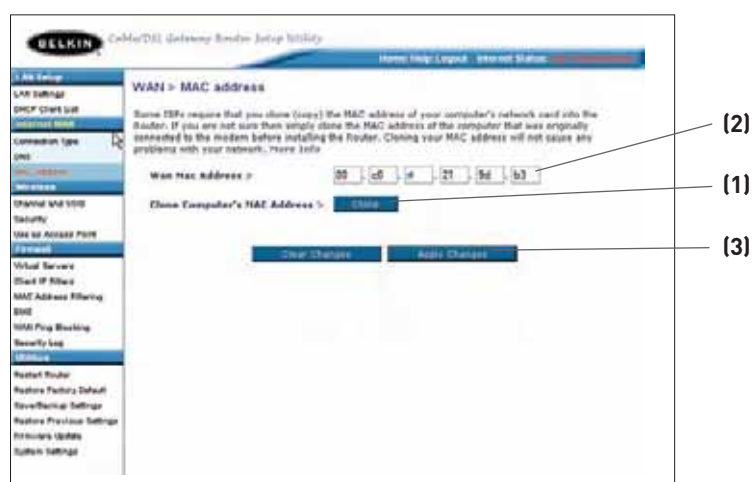 BELKIN
Cable/DSL Gateway Router Setup Utility
Home Help Logout Internet Status:
LAN Setup
LAN Settings
DHCP Client List
Internet WAN
Connection Type
DNS
MAC Address
Wireless
Channel and SSID
Security
Use as Access Point
Firewall
Virtual Servers
Client IP Filters
MAC Address Filtering
DMZ
WAN Ping Blocking
Security Log
Utilities
Restart Router
Restore Factory Default
Save/Backup Settings
Restore Previous Settings
Firmware Update
System Settings
WAN > MAC address
Some ISPs require that you clone (copy) the MAC address of your computer's network card into the
Router. If you are not sure then simply clone the MAC address of the computer that was originally
connected to the modem before installing the Router. Cloning your MAC address will not cause any
problems with your network. More Info
Wan Mac Address > 00 . c0 . . 21 . 9d . b3
(2)
Clone Computer's MAC Address > Clone
(1)
Clear Changes Apply Changes
(3)